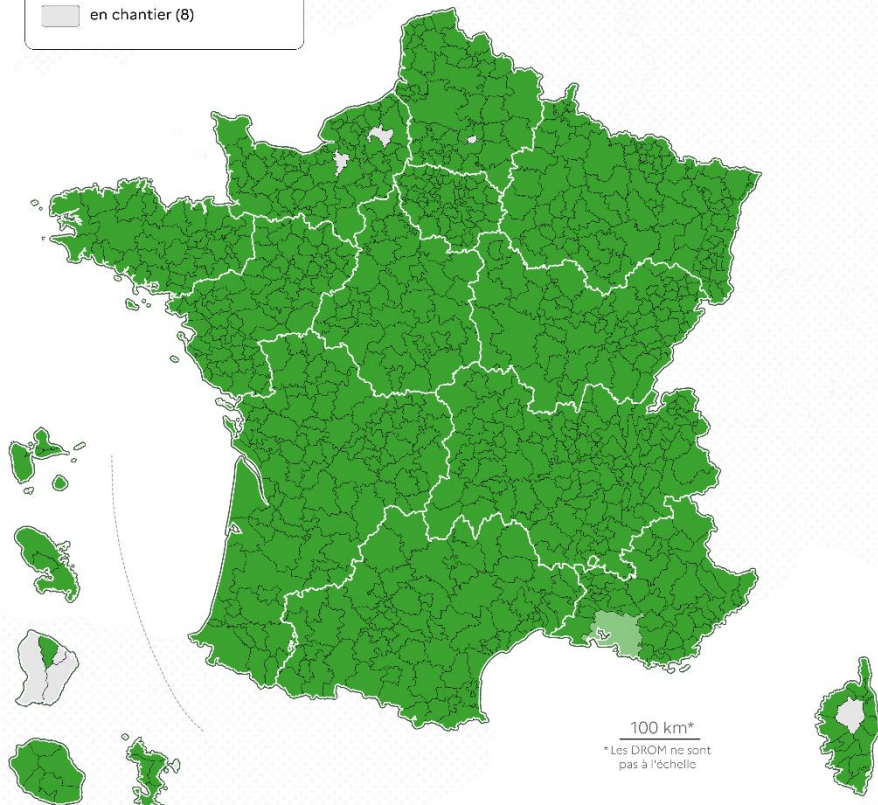 en chantier (8)
100 km*
* Les DROM ne sont
pas à l'échelle